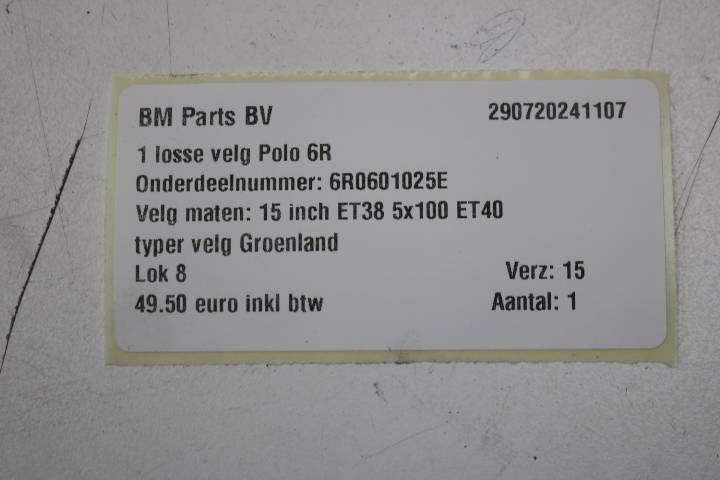 BM Parts BV 290720241107
1 losse velg Polo 6R
Onderdeelnummer: 6R0601025E
Velg maten: 15 inch ET38 5x100 ET40
typer velg Groenland
Lok 8 Verz: 15
49.50 euro inkl btw Aantal: 1